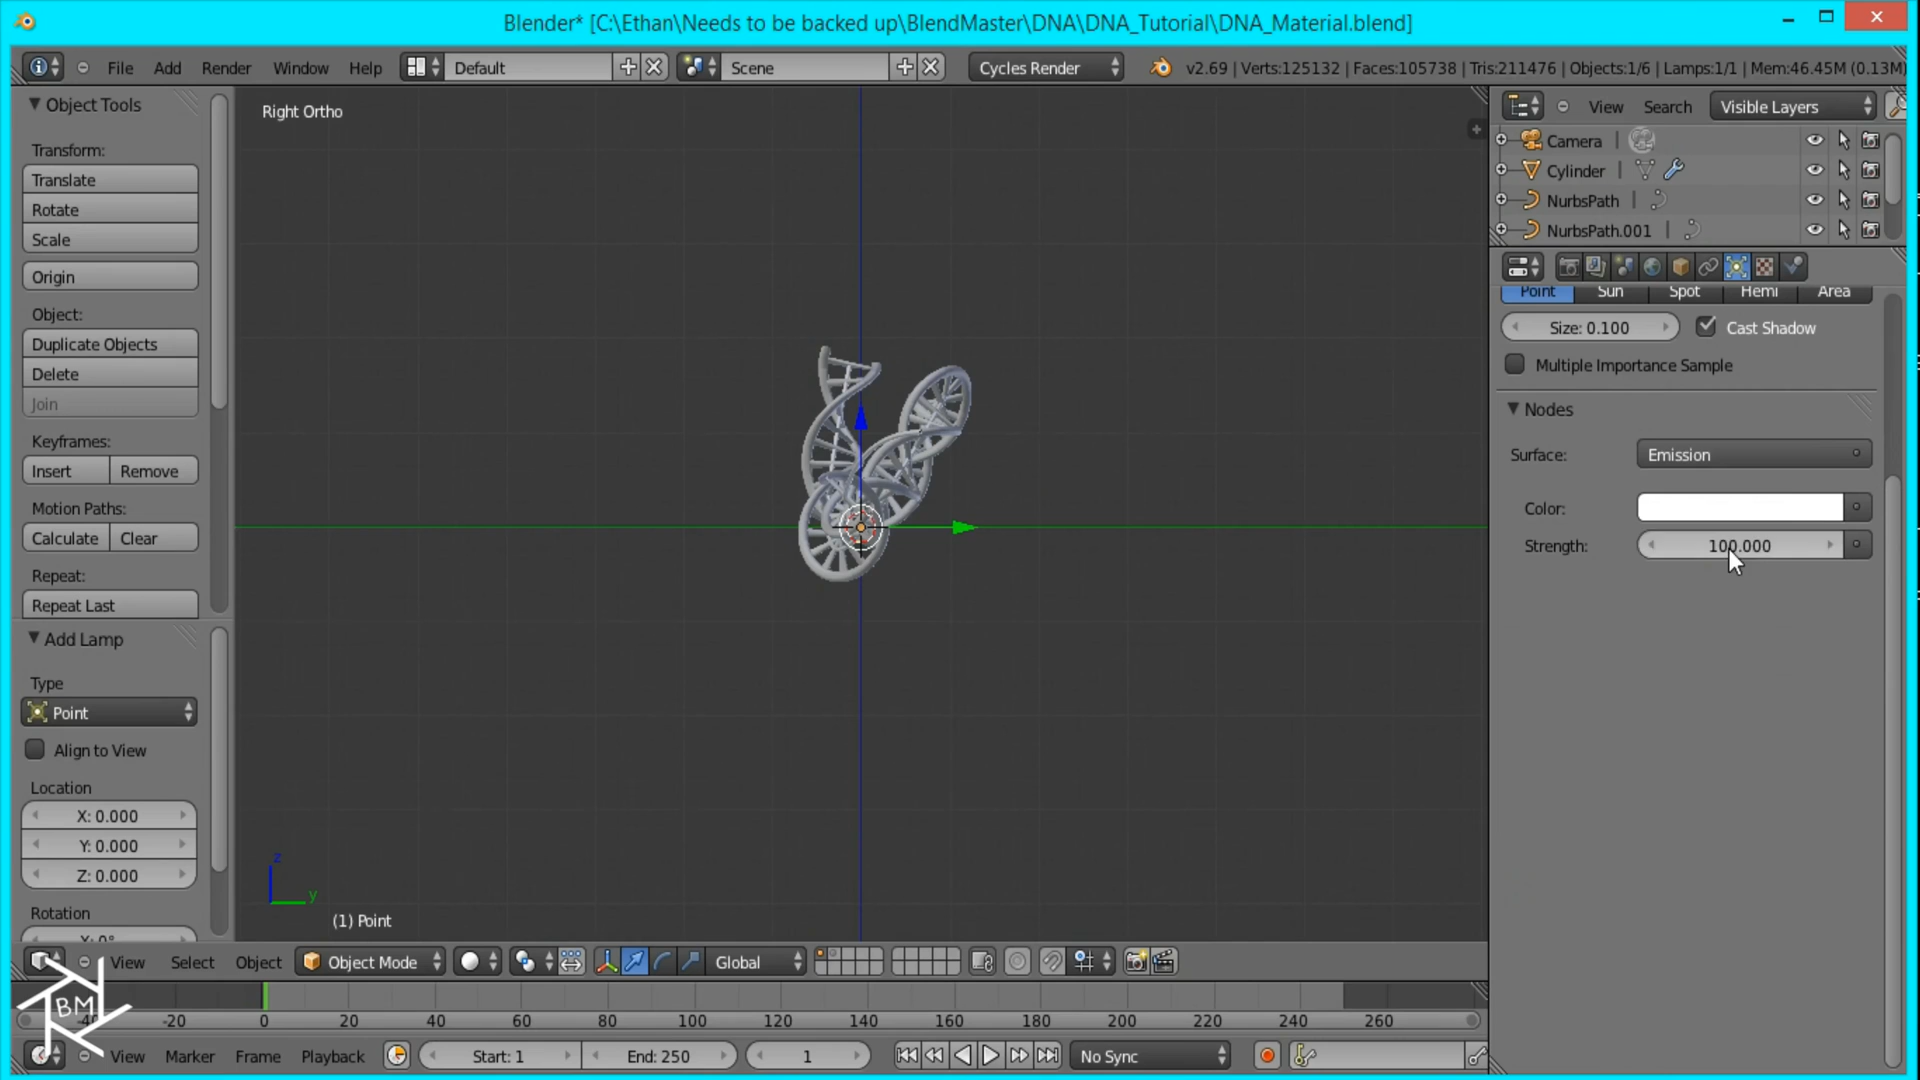 Blender* [C:\Ethan\Needs to be backed up\BlendMaster\DNA\DNA_Tutorial\DNA_Material.blend]
File Add Render Window Help Default Scene Cycles Render v2.69 | Verts:125132 | Faces:105738 | Tris:211476 | Objects:1/6 | Lamps:1/1 | Mem:46.45M (0.13M)
Object Tools
Transform:
Translate
Rotate
Scale
Origin
Object:
Duplicate Objects
Delete
Join
Keyframes:
Insert Remove
Motion Paths:
Calculate Clear
Repeat:
Repeat Last
Add Lamp
Type
Point
Align to View
Location
X: 0.000
Y: 0.000
Z: 0.000
Rotation
X: 0°
Right Ortho
z
y
(1) Point
View Search Visible Layers
Camera
Cylinder
NurbsPath
NurbsPath.001
Point Sun Spot Hemi Area
Size: 0.100 Cast Shadow
Multiple Importance Sample
Nodes
Surface: Emission
Color:
Strength: 100.000
View Select Object Object Mode Global
BM
-40 -20 0 20 40 60 80 100 120 140 160 180 200 220 240 260
View Marker Frame Playback Start: 1 End: 250 1 No Sync